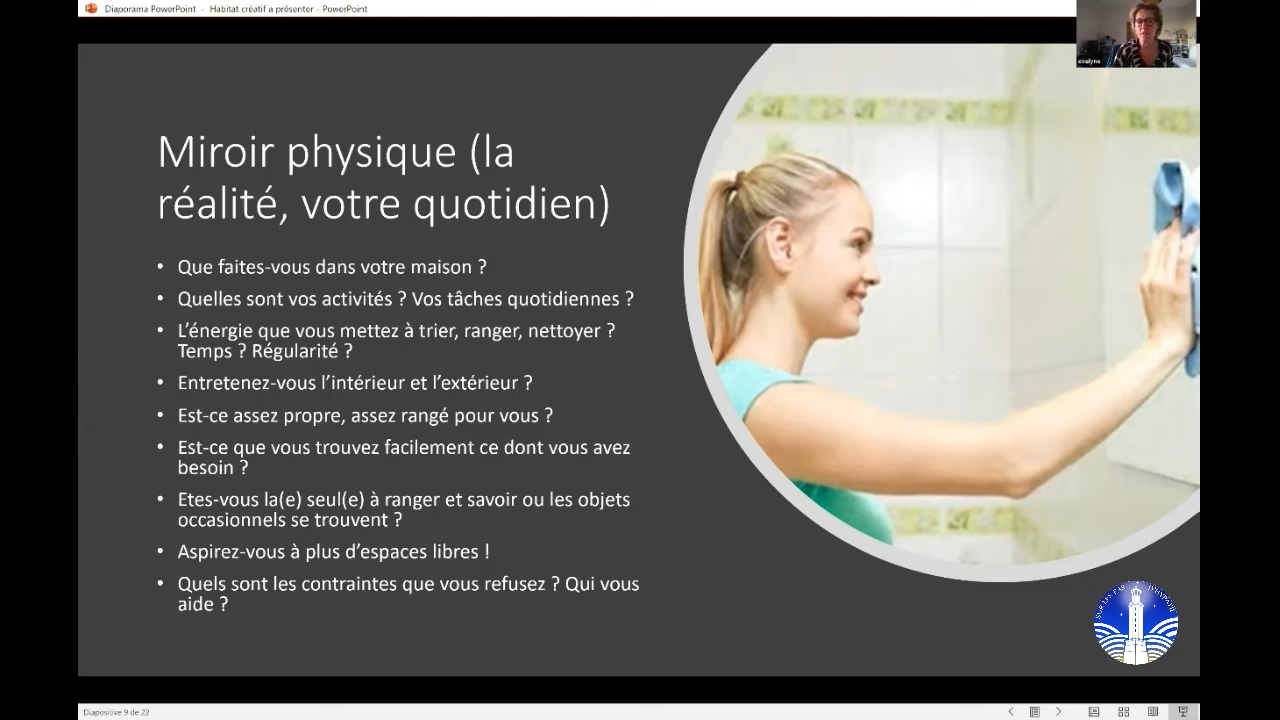 Diaporama PowerPoint - Habitat créatif a présenter - PowerPoint
evelyne
Miroir physique (la
réalité, votre quotidien)
• Que faites-vous dans votre maison ?
• Quelles sont vos activités ? Vos tâches quotidiennes ?
• L’énergie que vous mettez à trier, ranger, nettoyer ?
Temps ? Régularité ?
• Entretenez-vous l’intérieur et l’extérieur ?
• Est-ce assez propre, assez rangé pour vous ?
• Est-ce que vous trouvez facilement ce dont vous avez
besoin ?
• Etes-vous la(e) seul(e) à ranger et savoir ou les objets
occasionnels se trouvent ?
• Aspirez-vous à plus d’espaces libres !
• Quels sont les contraintes que vous refusez ? Qui vous
aide ?
SUR LES PAS
Diapositive 9 de 22